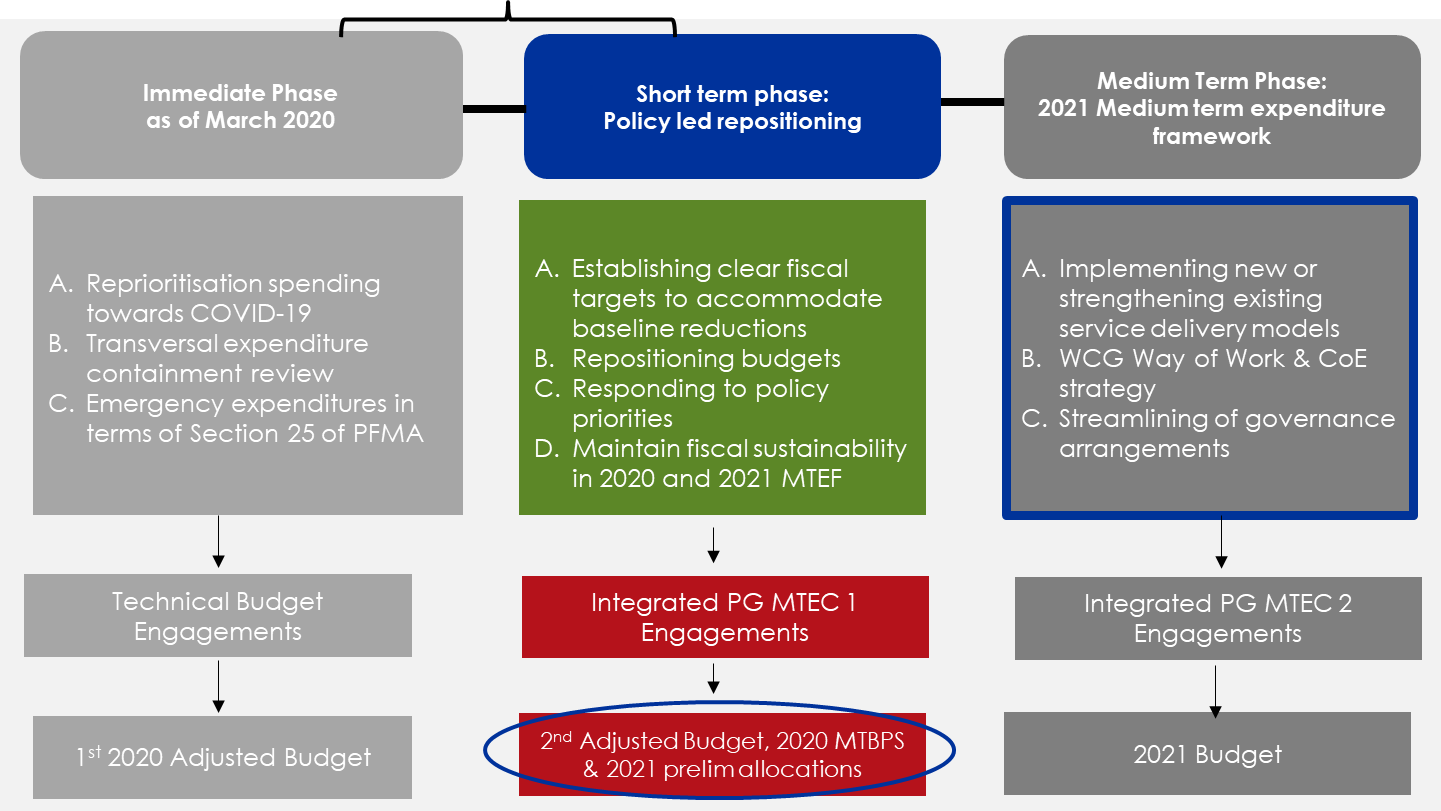 Immediate Phase
as of March 2020
Short term phase:
Policy led repositioning
Medium Term Phase:
2021 Medium term expenditure
framework
A. Reprioritisation spending
towards COVID-19
B. Transversal expenditure
containment review
C. Emergency expenditures in
terms of Section 25 of PFMA
A. Establishing clear fiscal
targets to accommodate
baseline reductions
B. Repositioning budgets
C. Responding to policy
priorities
D. Maintain fiscal sustainability
in 2020 and 2021 MTEF
A. Implementing new or
strengthening existing
service delivery models
B. WCG Way of Work & CoE
strategy
C. Streamlining of governance
arrangements
Technical Budget
Engagements
Integrated PG MTEC 1
Engagements
Integrated PG MTEC 2
Engagements
1st 2020 Adjusted Budget
2nd Adjusted Budget, 2020 MTBPS
& 2021 prelim allocations
2021 Budget